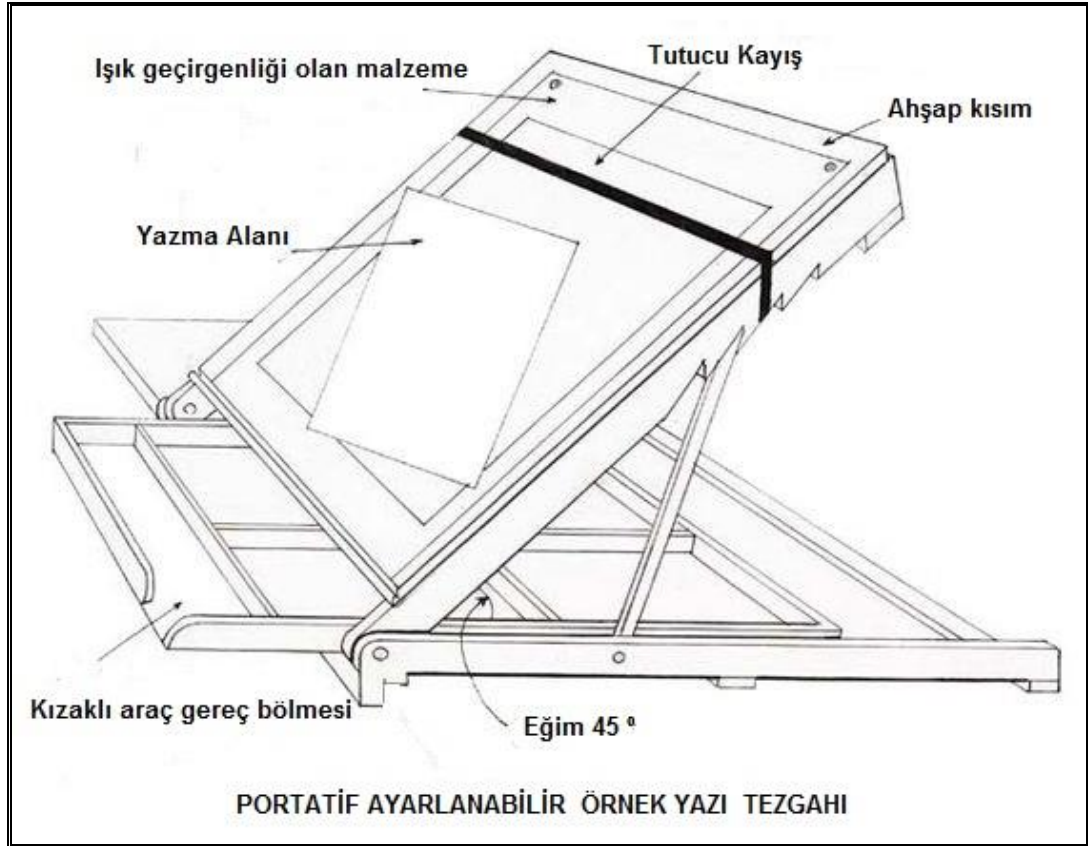 Tutucu Kayış
Işık geçirgenliği olan malzeme
Ahşap kısım
Yazma Alanı
Kızaklı araç gereç bölmesi
Eğim 45 º
PORTATİF AYARLANABİLİR ÖRNEK YAZI TEZGAHI